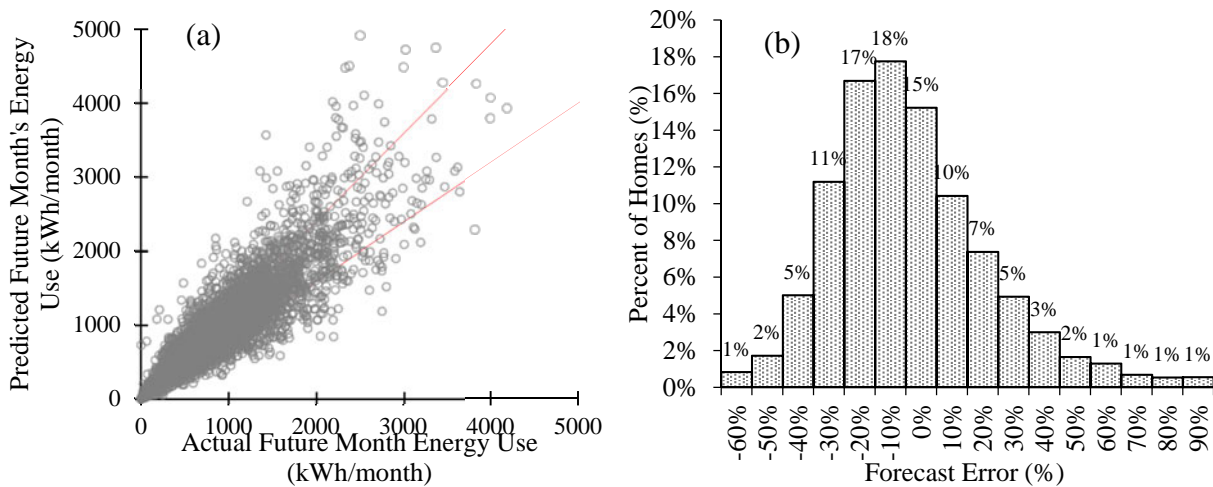 (a)
Predicted Future Month's Energy
Use (kWh/month)
5000
4000
3000
2000
1000
0
0 1000 2000 3000 4000 5000
Actual Future Month Energy Use
(kWh/month)
(b)
Percent of Homes (%)
20%
18%
16%
14%
12%
10%
8%
6%
4%
2%
0%
1% 2% 5% 11% 17% 18% 15% 10% 7% 5% 3% 2% 1% 1% 1% 1%
-60% -50% -40% -30% -20% -10% 0% 10% 20% 30% 40% 50% 60% 70% 80% 90%
Forecast Error (%)